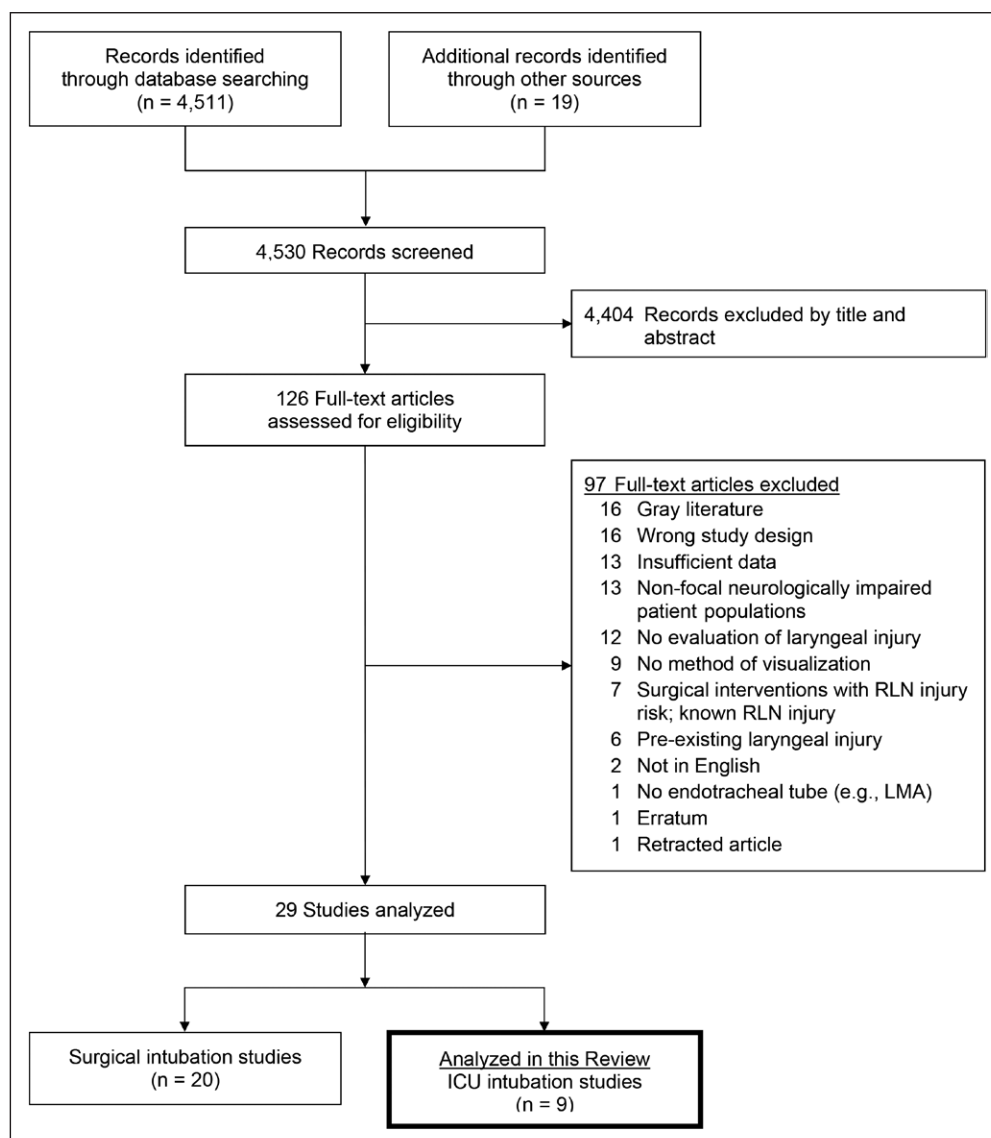 Records identified
through database searching
(n = 4,511)
Additional records identified
through other sources
(n = 19)
4,530 Records screened
4,404 Records excluded by title and
abstract
126 Full-text articles
assessed for eligibility
97 Full-text articles excluded
16 Gray literature
16 Wrong study design
13 Insufficient data
13 Non-focal neurologically impaired
patient populations
12 No evaluation of laryngeal injury
9 No method of visualization
7 Surgical interventions with RLN injury
risk; known RLN injury
6 Pre-existing laryngeal injury
2 Not in English
1 No endotracheal tube (e.g., LMA)
1 Erratum
1 Retracted article
29 Studies analyzed
Surgical intubation studies
(n = 20)
Analyzed in this Review
ICU intubation studies
(n = 9)